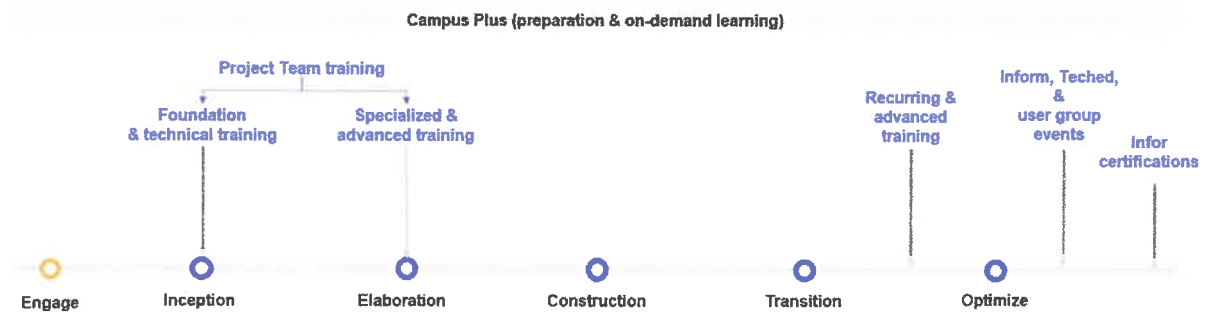 Campus Plus (preparation & on-demand learning)
Project Team training
Foundation
& technical training
Specialized &
advanced training
Recurring &
advanced
training
Inform, Teched,
&
user group
events
Infor
certifications
Engage
Inception
Elaboration
Construction
Transition
Optimize